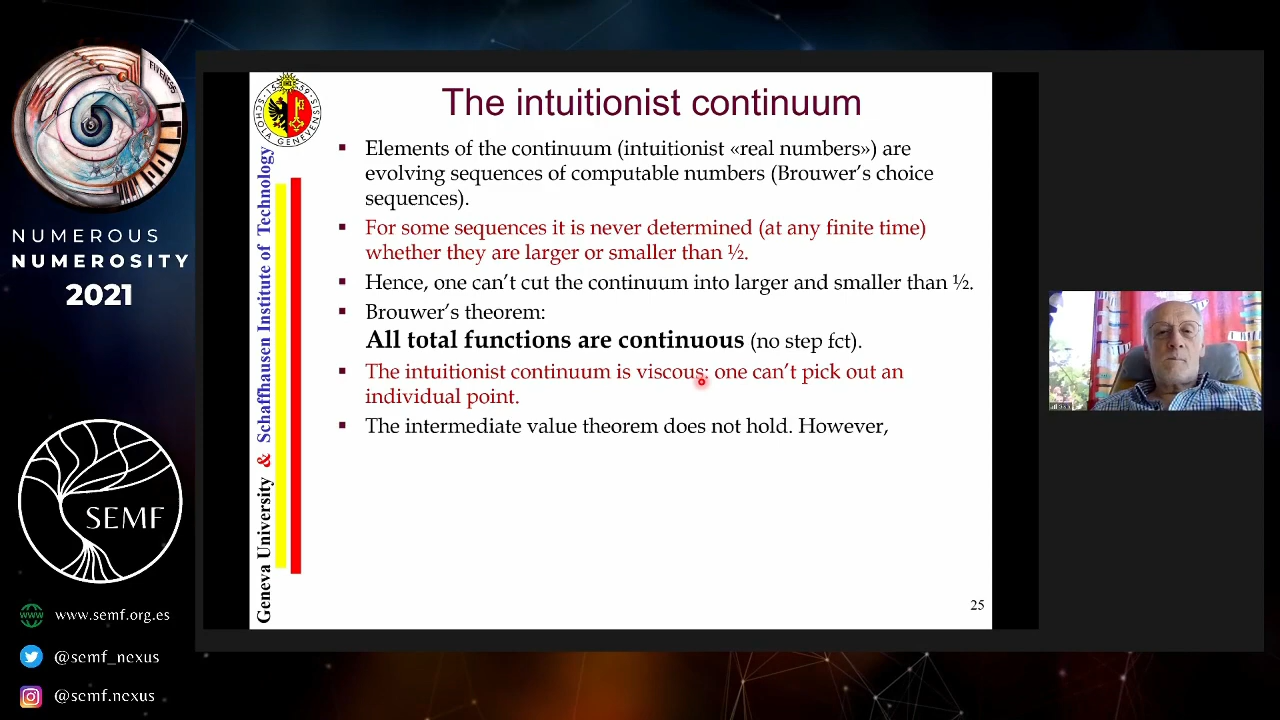 FIVENESS
NUMEROUS
NUMEROSITY
2021
SEMF
www.semf.org.es
@semf_nexus
@semf.nexus
SCHOLA GENEVENSIS
1559
Geneva University & Schaffhausen Institute of Technology
The intuitionist continuum
▪ Elements of the continuum (intuitionist «real numbers») are
evolving sequences of computable numbers (Brouwer’s choice
sequences).
▪ For some sequences it is never determined (at any finite time)
whether they are larger or smaller than ½.
▪ Hence, one can’t cut the continuum into larger and smaller than ½.
▪ Brouwer’s theorem:
All total functions are continuous (no step fct).
▪ The intuitionist continuum is viscous: one can’t pick out an
individual point.
▪ The intermediate value theorem does not hold. However,
25